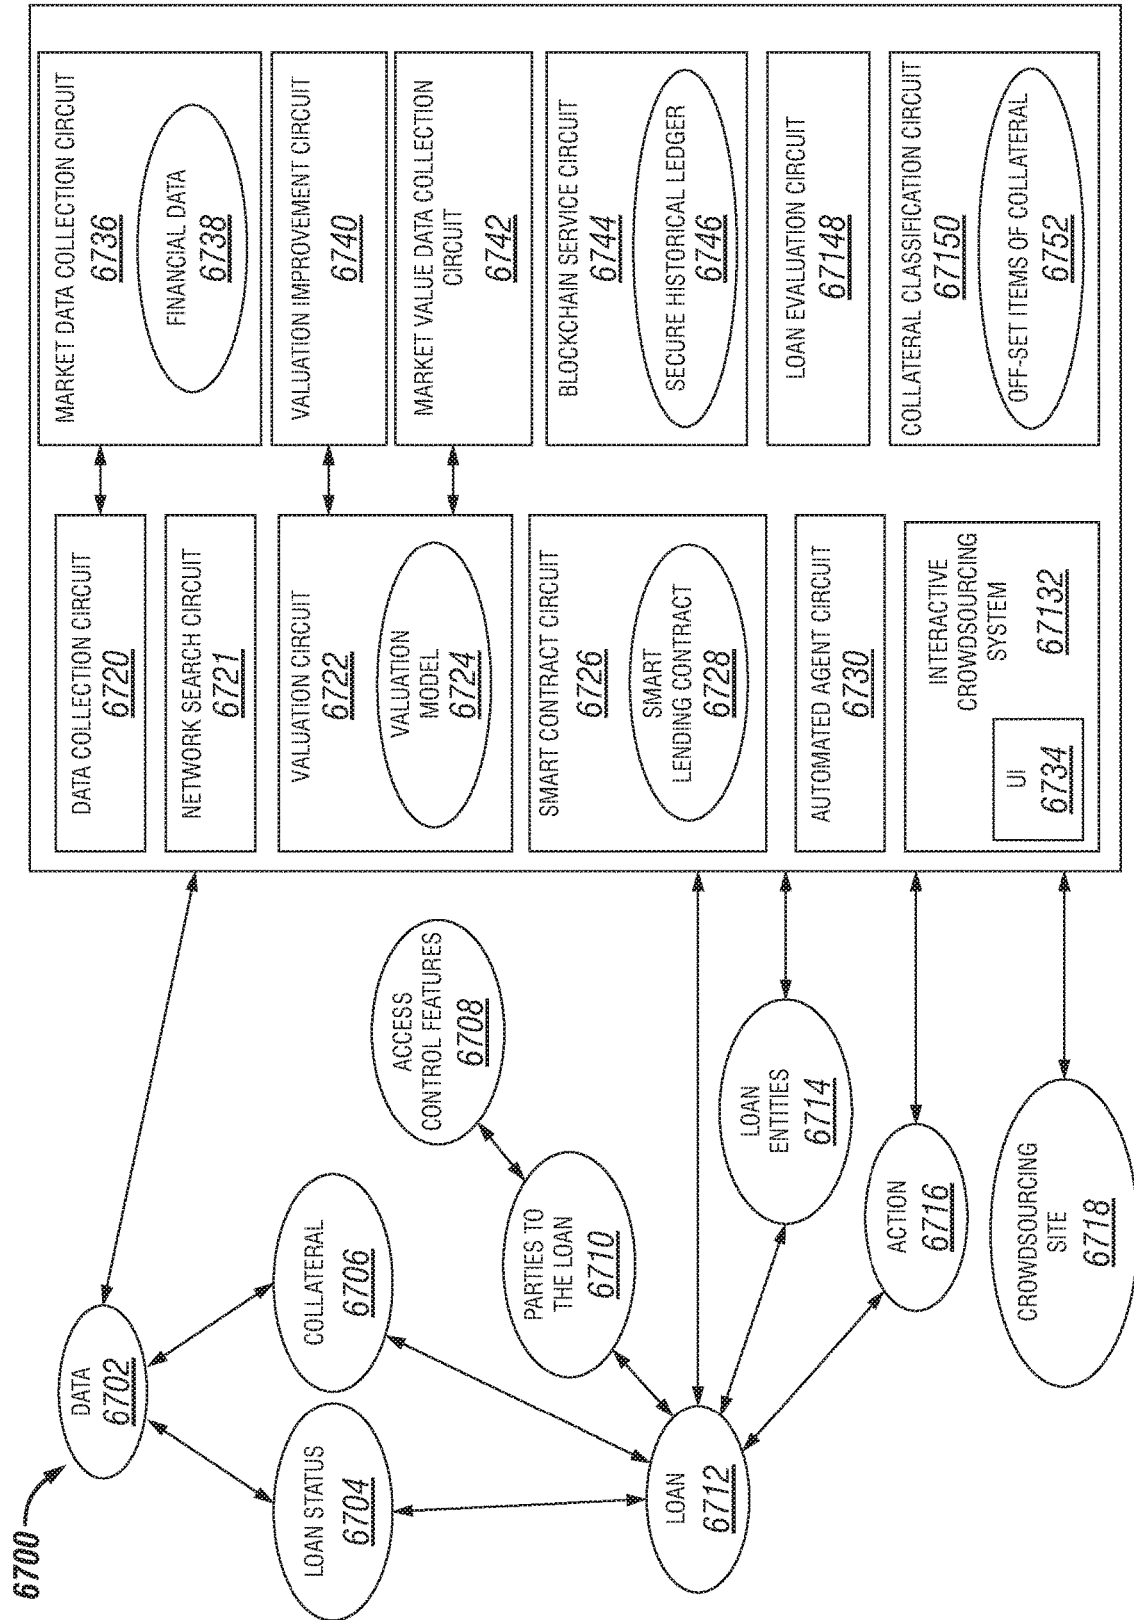 6700
DATA
6702
LOAN STATUS
6704
COLLATERAL
6706
ACCESS
CONTROL FEATURES
6708
PARTIES TO
THE LOAN
6710
LOAN
6712
LOAN
ENTITIES
6714
ACTION
6716
CROWDSOURCING
SITE
6718
DATA COLLECTION CIRCUIT
6720
NETWORK SEARCH CIRCUIT
6721
VALUATION CIRCUIT
6722
VALUATION
MODEL
6724
SMART CONTRACT CIRCUIT
6726
SMART
LENDING CONTRACT
6728
AUTOMATED AGENT CIRCUIT
6730
INTERACTIVE
CROWDSOURCING
SYSTEM
67132
UI
6734
MARKET DATA COLLECTION CIRCUIT
6736
FINANCIAL DATA
6738
VALUATION IMPROVEMENT CIRCUIT
6740
MARKET VALUE DATA COLLECTION
CIRCUIT
6742
BLOCKCHAIN SERVICE CIRCUIT
6744
SECURE HISTORICAL LEDGER
6746
LOAN EVALUATION CIRCUIT
67148
COLLATERAL CLASSIFICATION CIRCUIT
67150
OFF-SET ITEMS OF COLLATERAL
6752